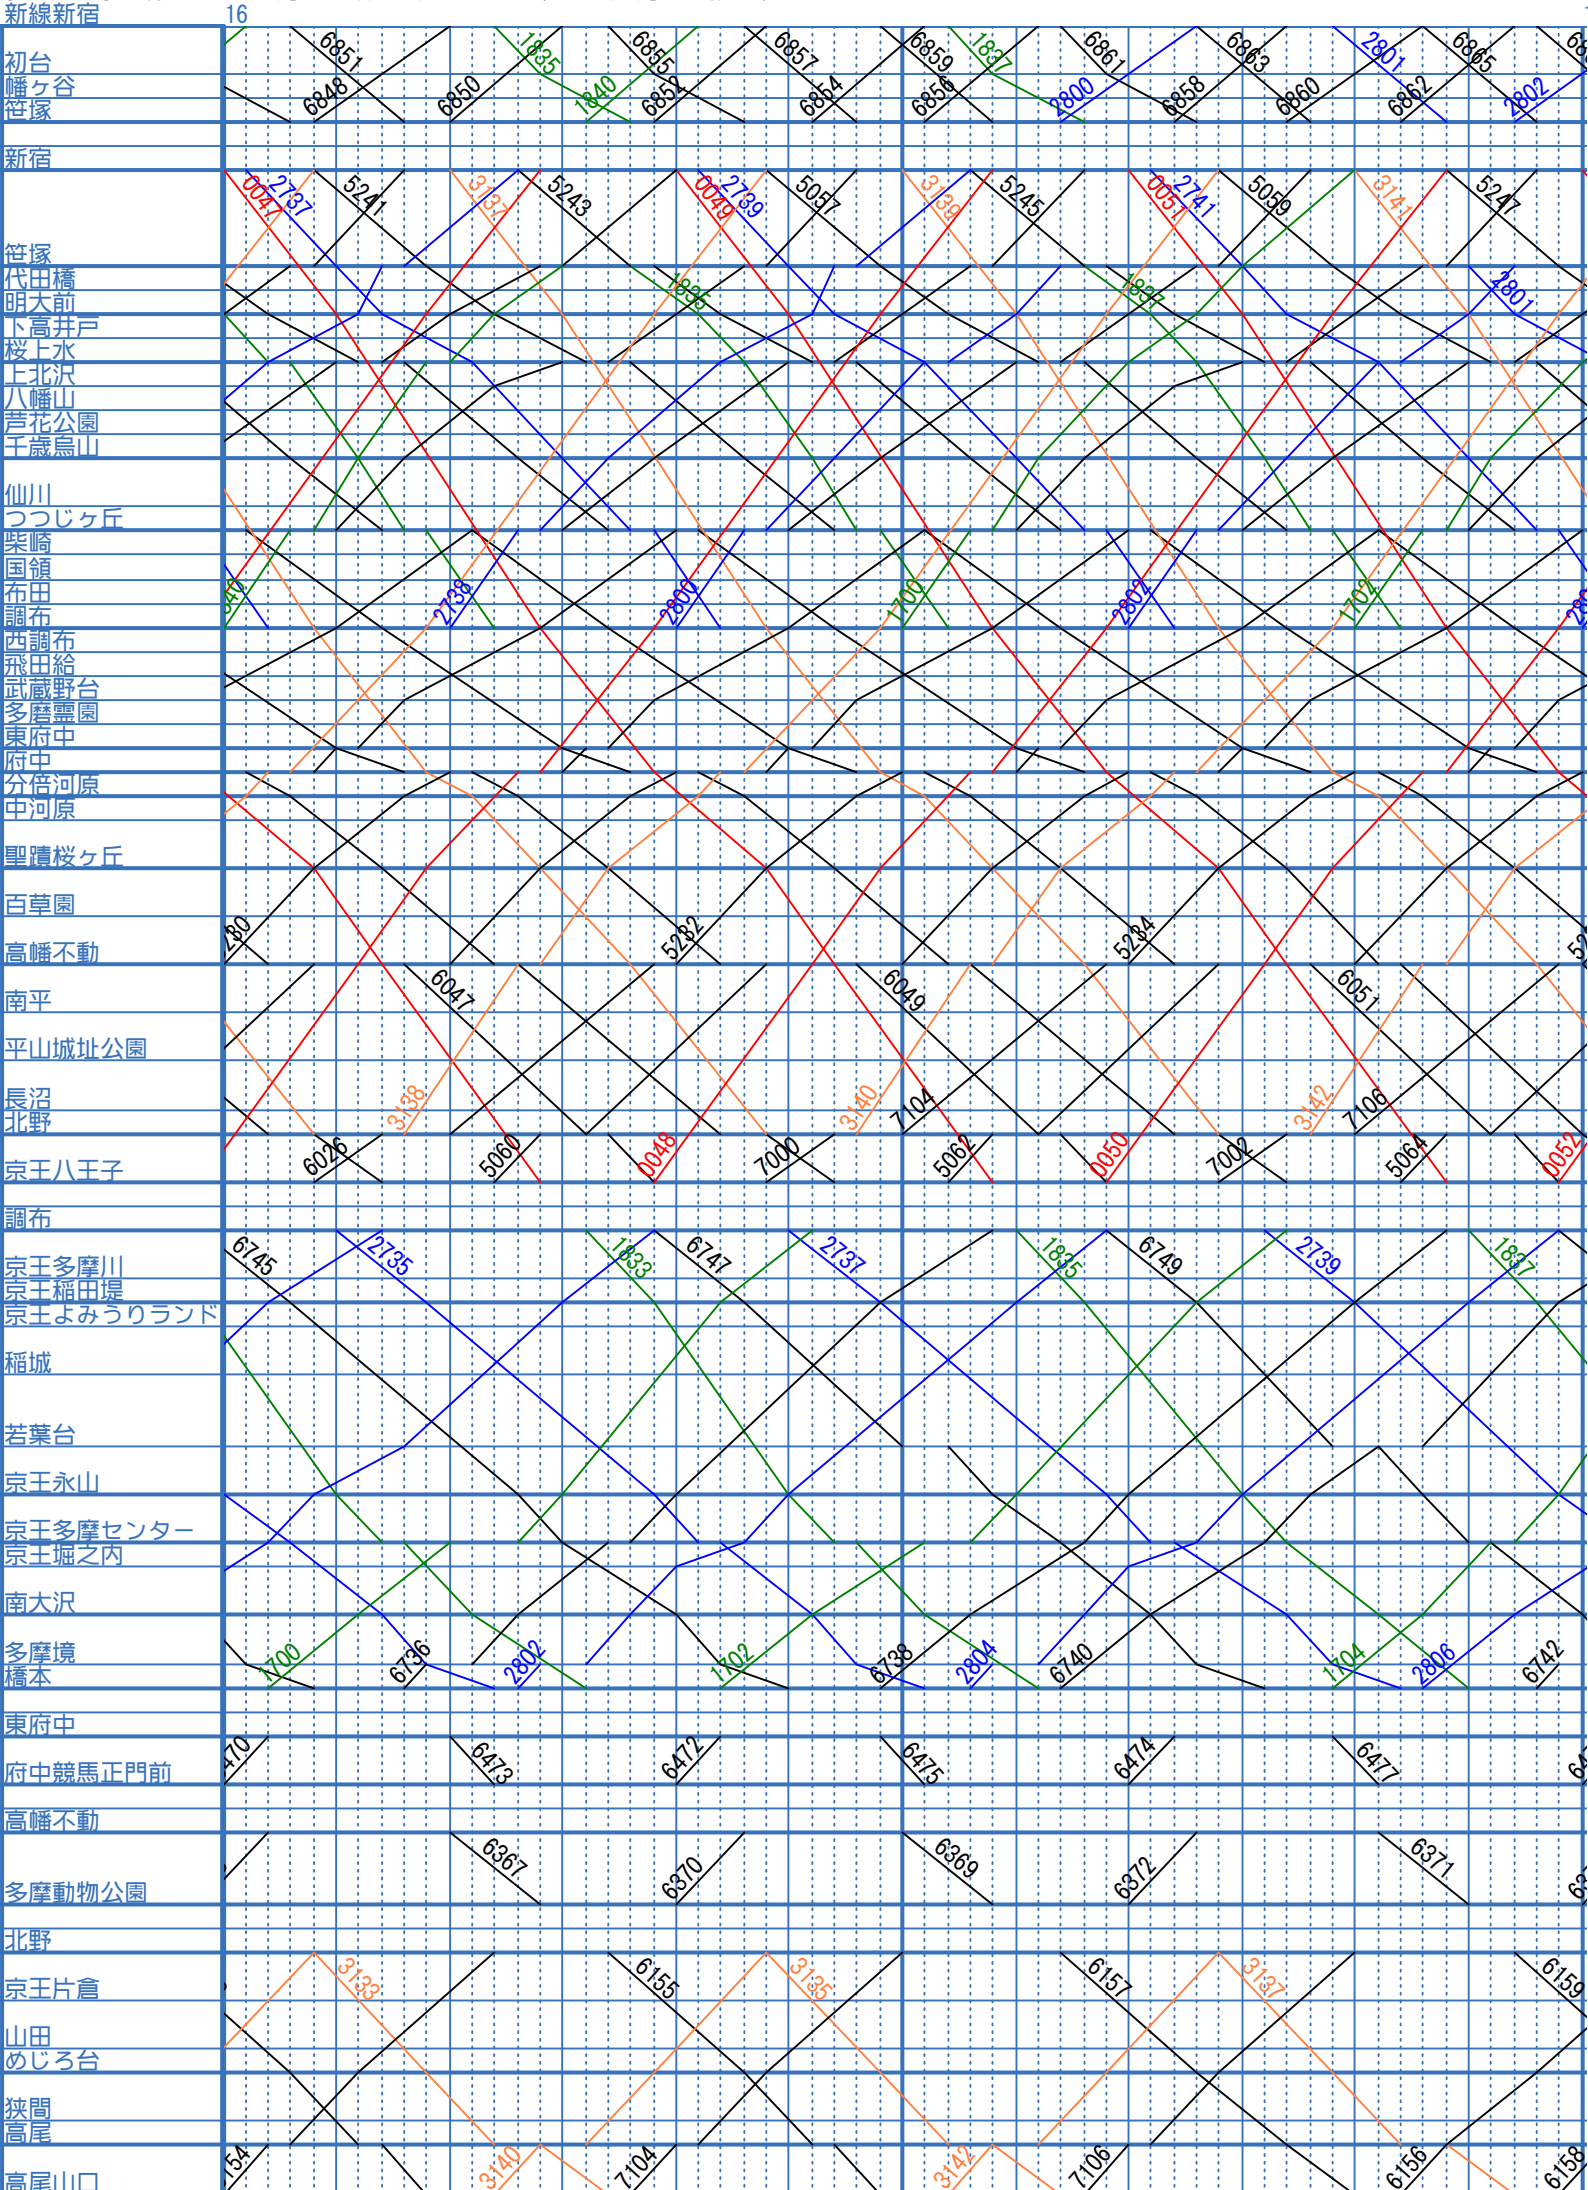 新線新宿 16
6851 1835 6855 6857 6859 1837 6861 6863 2801 6865
初台
幡ヶ谷
6848 6850 1840 6852 6854 6856 2800 6858 6860 6862 2802
笹塚
新宿
0047 2737 5241 3137 5243 0049 2739 5057 3139 5245 0051 2741 5059 3141 5247
笹塚
代田橋
1835 1837 2801
明大前
下高井戸
桜上水
上北沢
八幡山
芦花公園
千歳烏山
仙川
つつじヶ丘
柴崎
国領
布田
2738 2800 1700 2802 1702
調布
西調布
飛田給
武蔵野台
多磨霊園
東府中
府中
分倍河原
中河原
聖蹟桜ヶ丘
百草園
5232 5234
高幡不動
6047 6049 6051
南平
平山城址公園
長沼
3138 3140 7104 3142 7106
北野
6026 5060 0048 7000 5062 0050 7002 5064 0052
京王八王子
調布
6745 2735 1833 6747 2737 1835 6749 2739 1837
京王多摩川
京王稲田堤
京王よみうりランド
稲城
若葉台
京王永山
京王多摩センター
京王堀之内
南大沢
多摩境
1700 6736 2802 1702 6738 2804 6740 1704 2806 6742
橋本
東府中
6473 6472 6475 6474 6477
府中競馬正門前
高幡不動
6367 6370 6369 6372 6371
多摩動物公園
北野
3133 6155 3135 6157 3137 6159
京王片倉
山田
めじろ台
狭間
高尾
3140 7104 3142 7106 6156 6158
高尾山口